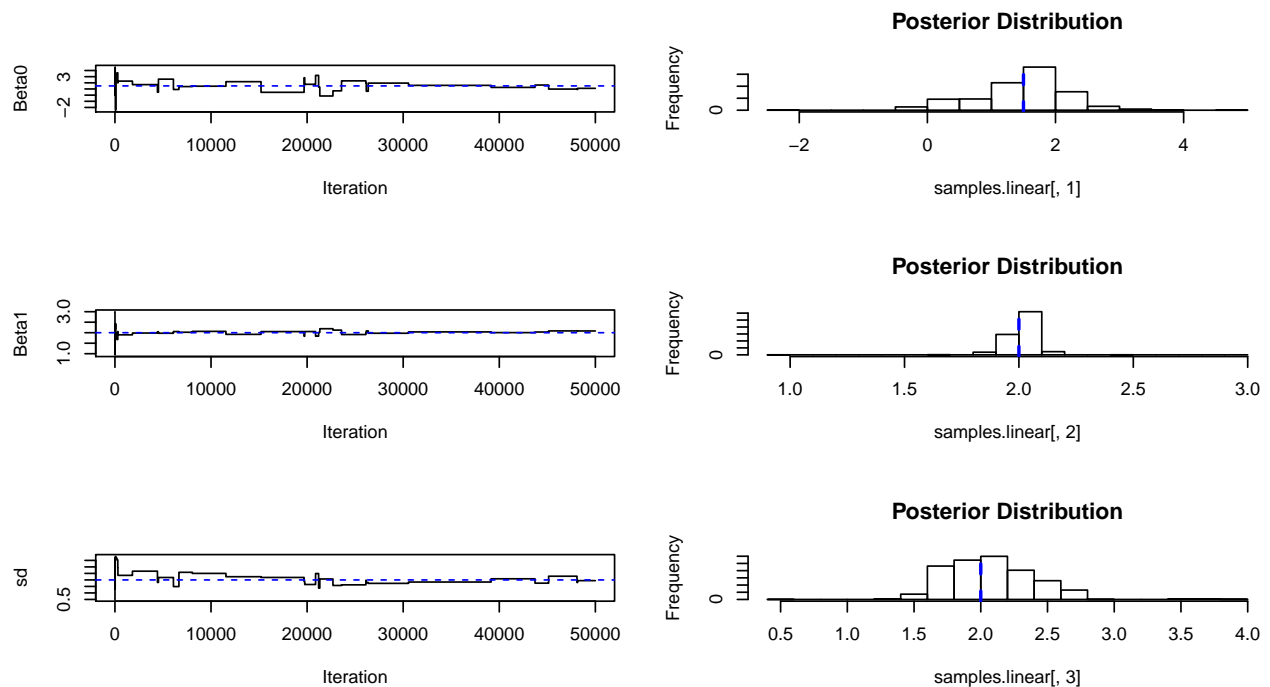 Beta0
3
−2
0 10000 20000 30000 40000 50000
Iteration
Posterior Distribution
Frequency
0
−2 0 2 4
samples.linear[, 1]
Beta1
3.0
1.0
0 10000 20000 30000 40000 50000
Iteration
Posterior Distribution
Frequency
0
1.0 1.5 2.0 2.5 3.0
samples.linear[, 2]
sd
0.5
0 10000 20000 30000 40000 50000
Iteration
Posterior Distribution
Frequency
0
0.5 1.0 1.5 2.0 2.5 3.0 3.5 4.0
samples.linear[, 3]